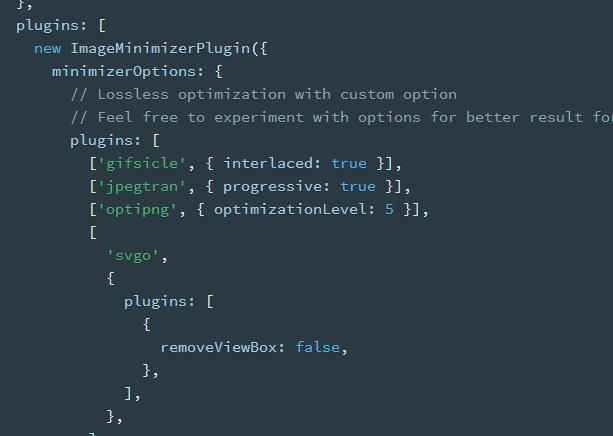 },
plugins: [
new ImageMinimizerPlugin({
minimizerOptions: {
// Lossless optimization with custom option
// Feel free to experiment with options for better result for
plugins: [
['gifsicle', { interlaced: true }],
['jpegtran', { progressive: true }],
['optipng', { optimizationLevel: 5 }],
[
'svgo',
{
plugins: [
{
removeViewBox: false,
},
],
},
]